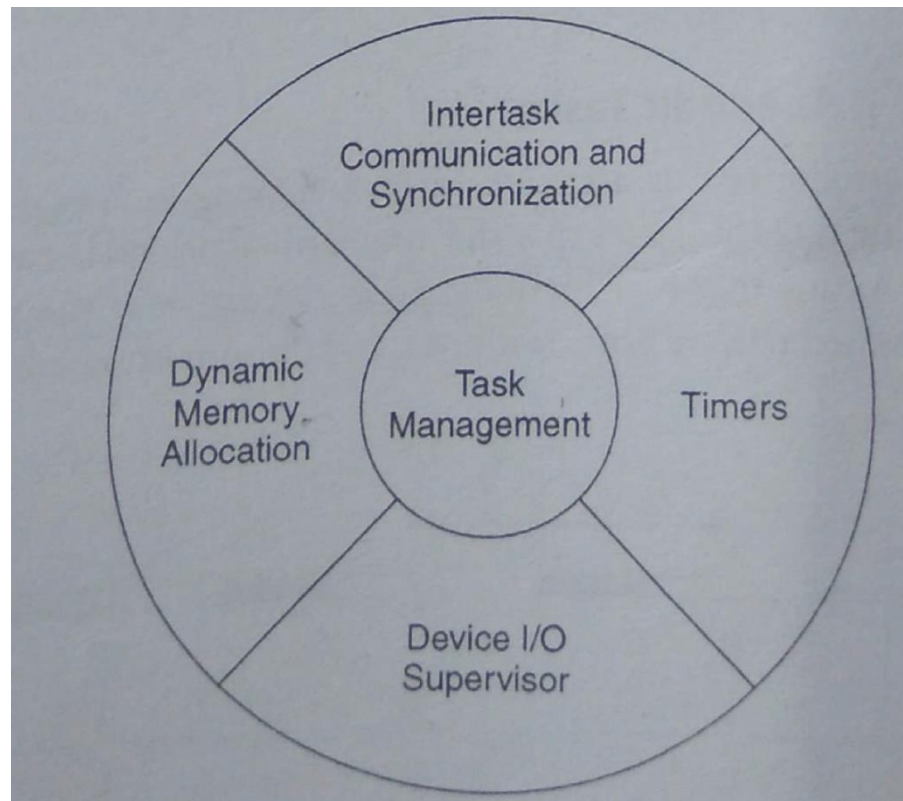 Intertask
Communication and
Synchronization
Dynamic
Memory
Allocation
Task
Management
Timers
Device I/O
Supervisor